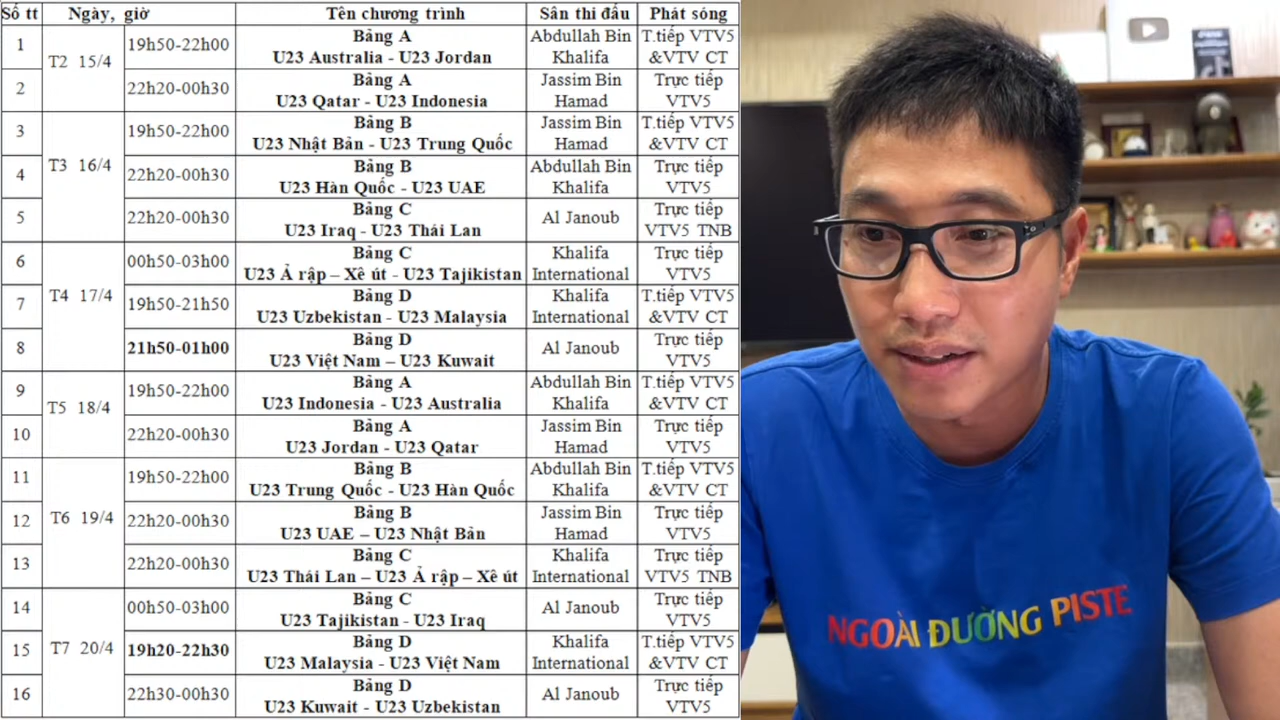 Số tt Ngày, giờ Tên chương trình Sân thi đấu Phát sóng
1 T2 15/4 19h50-22h00 Bảng A Abdullah Bin T.tiếp VTV5
U23 Australia - U23 Jordan Khalifa &VTV CT
2 22h20-00h30 Bảng A Jassim Bin Trực tiếp
U23 Qatar - U23 Indonesia Hamad VTV5
3 T3 16/4 19h50-22h00 Bảng B Jassim Bin T.tiếp VTV5
U23 Nhật Bản - U23 Trung Quốc Hamad &VTV CT
4 22h20-00h30 Bảng B Abdullah Bin Trực tiếp
U23 Hàn Quốc - U23 UAE Khalifa VTV5
5 22h20-00h30 Bảng C Al Janoub Trực tiếp
U23 Iraq - U23 Thái Lan VTV5 TNB
6 T4 17/4 00h50-03h00 Bảng C Khalifa Trực tiếp
U23 Ả rập – Xê út - U23 Tajikistan International VTV5
7 19h50-21h50 Bảng D Khalifa T.tiếp VTV5
U23 Uzbekistan - U23 Malaysia International &VTV CT
8 21h50-01h00 Bảng D Al Janoub Trực tiếp
U23 Việt Nam – U23 Kuwait VTV5
9 T5 18/4 19h50-22h00 Bảng A Abdullah Bin T.tiếp VTV5
U23 Indonesia - U23 Australia Khalifa &VTV CT
10 22h20-00h30 Bảng A Jassim Bin Trực tiếp
U23 Jordan - U23 Qatar Hamad VTV5
11 T6 19/4 19h50-22h00 Bảng B Abdullah Bin T.tiếp VTV5
U23 Trung Quốc - U23 Hàn Quốc Khalifa &VTV CT
12 22h20-00h30 Bảng B Jassim Bin Trực tiếp
U23 UAE – U23 Nhật Bản Hamad VTV5
13 22h20-00h30 Bảng C Khalifa Trực tiếp
U23 Thái Lan – U23 Ả rập – Xê út International VTV5 TNB
14 T7 20/4 00h50-03h00 Bảng C Al Janoub Trực tiếp
U23 Tajikistan - U23 Iraq VTV5
15 19h20-22h30 Bảng D Khalifa T.tiếp VTV5
U23 Malaysia - U23 Việt Nam International &VTV CT
16 22h30-00h30 Bảng D Al Janoub Trực tiếp
U23 Kuwait - U23 Uzbekistan VTV5
NGOÀI ĐƯỜNG PISTE